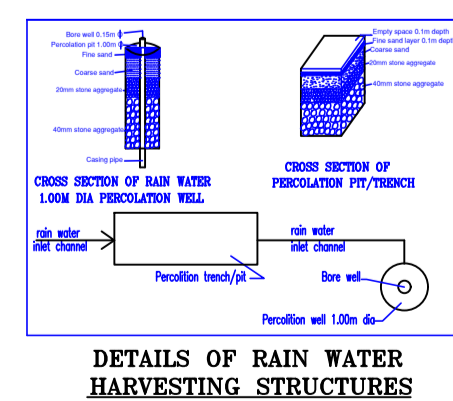 Bore well 0.15m ϕ
Percolation pit 1.00m ϕ
Fine sand
Coarse sand
20mm stone aggregate
40mm stone aggregate
Casing pipe
CROSS SECTION OF RAIN WATER
1.00M DIA PERCOLATION WELL
Empty space 0.1m depth
Fine sand layer 0.1m dept
Coarse sand
20mm stone aggregate
40mm stone aggregate
CROSS SECTION OF
PERCOLATION PIT/TRENCH
rain water
inlet channel
Percolition trench/pit
rain water
inlet channel
Bore well
Percolition well 1.00m dia
DETAILS OF RAIN WATER
HARVESTING STRUCTURES